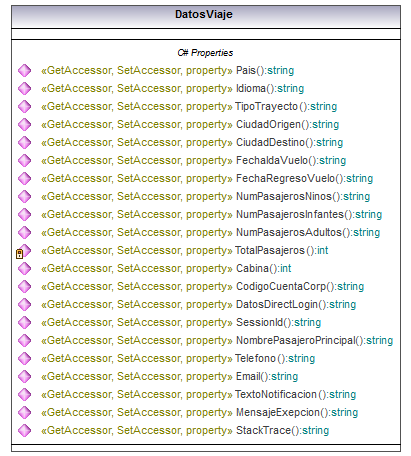 DatosViaje
C# Properties
«GetAccessor, SetAccessor, property» Pais():string
«GetAccessor, SetAccessor, property» Idioma():string
«GetAccessor, SetAccessor, property» TipoTrayecto():string
«GetAccessor, SetAccessor, property» CiudadOrigen():string
«GetAccessor, SetAccessor, property» CiudadDestino():string
«GetAccessor, SetAccessor, property» FechaIdaVuelo():string
«GetAccessor, SetAccessor, property» FechaRegresoVuelo():string
«GetAccessor, SetAccessor, property» NumPasajerosNinos():string
«GetAccessor, SetAccessor, property» NumPasajerosInfantes():string
«GetAccessor, SetAccessor, property» NumPasajerosAdultos():string
«GetAccessor, SetAccessor, property» TotalPasajeros():int
«GetAccessor, SetAccessor, property» Cabina():int
«GetAccessor, SetAccessor, property» CodigoCuentaCorp():string
«GetAccessor, SetAccessor, property» DatosDirectLogin():string
«GetAccessor, SetAccessor, property» SessionId():string
«GetAccessor, SetAccessor, property» NombrePasajeroPrincipal():string
«GetAccessor, SetAccessor, property» Telefono():string
«GetAccessor, SetAccessor, property» Email():string
«GetAccessor, SetAccessor, property» TextoNotificacion():string
«GetAccessor, SetAccessor, property» MensajeExepcion():string
«GetAccessor, SetAccessor, property» StackTrace():string